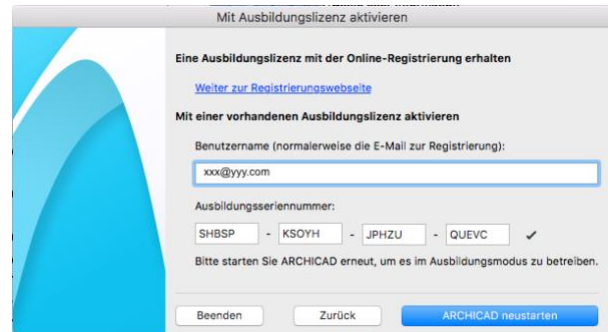 Mit Ausbildungslizenz aktivieren
Eine Ausbildungslizenz mit der Online-Registrierung erhalten
Weiter zur Registrierungswebseite
Mit einer vorhandenen Ausbildungslizenz aktivieren
Benutzername (normalerweise die E-Mail zur Registrierung):
xxx@yyy.com
Ausbildungsseriennummer:
SHBSP - KSOYH - JPHZU - QUEVC ✓
Bitte starten Sie ARCHICAD erneut, um es im Ausbildungsmodus zu betreiben.
Beenden Zurück ARCHICAD neustarten